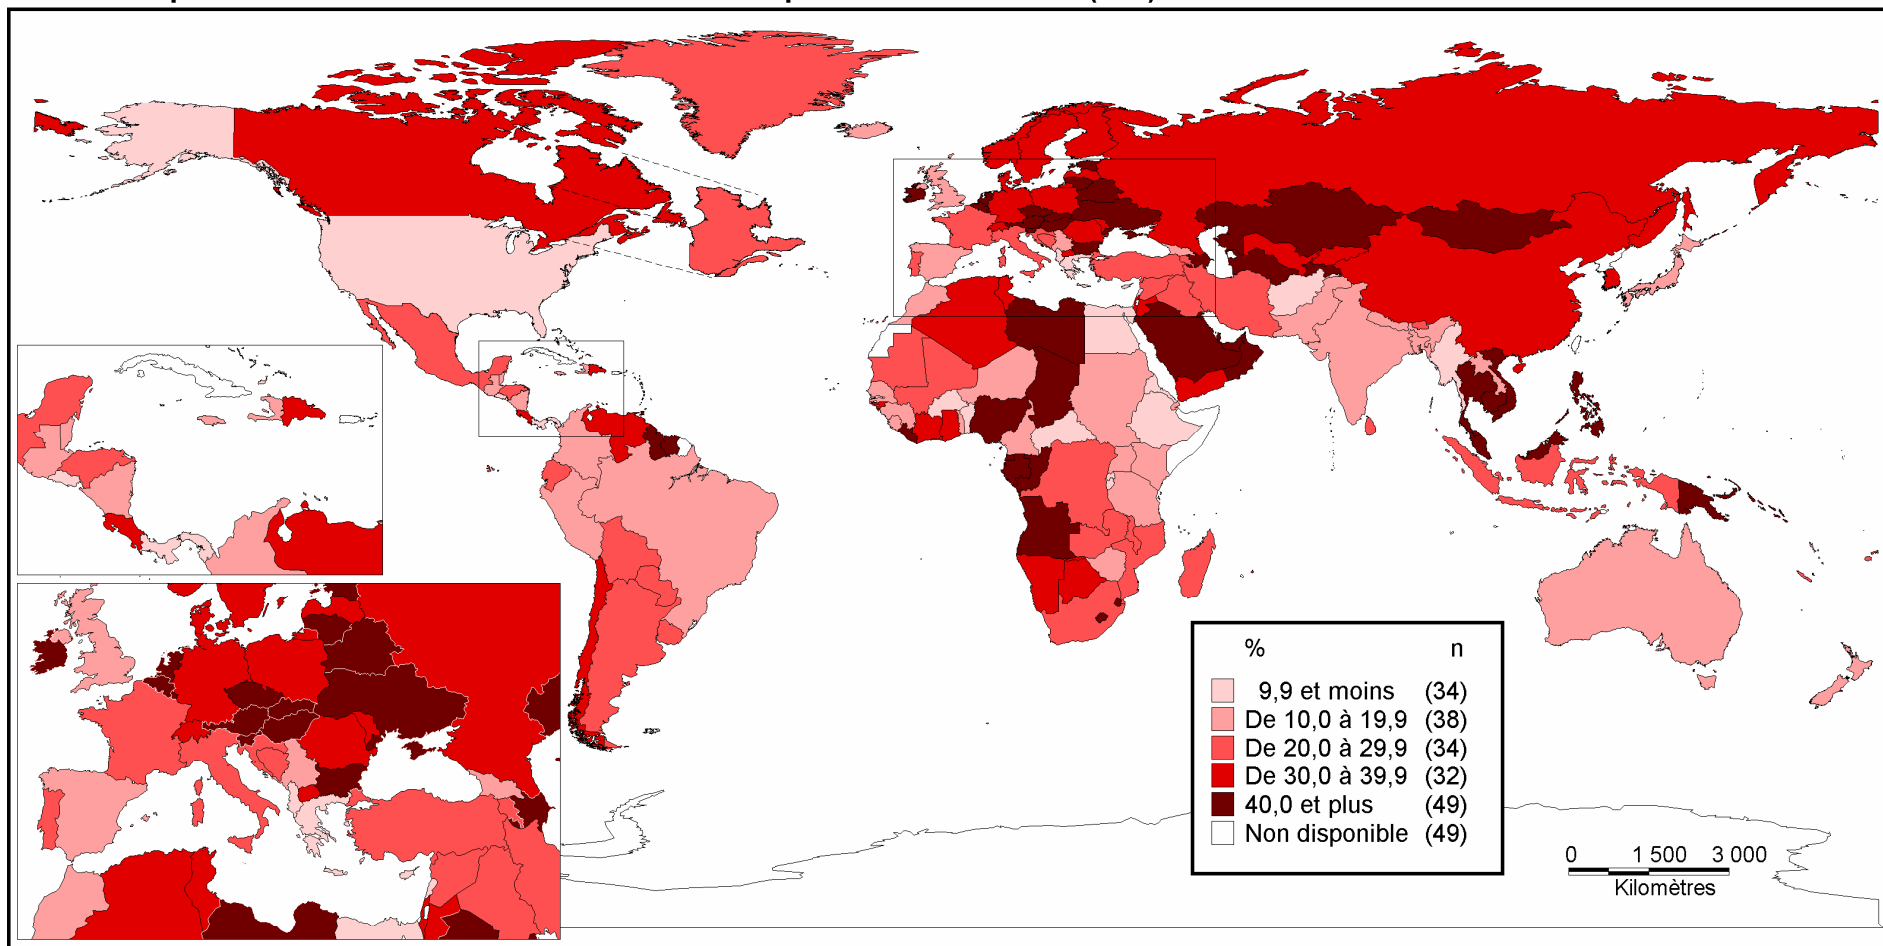 % n
9,9 et moins (34)
De 10,0 à 19,9 (38)
De 20,0 à 29,9 (34)
De 30,0 à 39,9 (32)
40,0 et plus (49)
Non disponible (49)
0 1 500 3 000
Kilomètres